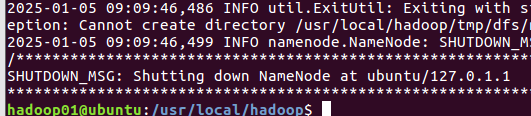 2025-01-05 09:09:46,486 INFO util.ExitUtil: Exiting with st
eption: Cannot create directory /usr/local/hadoop/tmp/dfs/
2025-01-05 09:09:46,499 INFO namenode.NameNode: SHUTDOWN_M
/************************************************************
SHUTDOWN_MSG: Shutting down NameNode at ubuntu/127.0.1.1
************************************************************
hadoop01@ubuntu:/usr/local/hadoop$